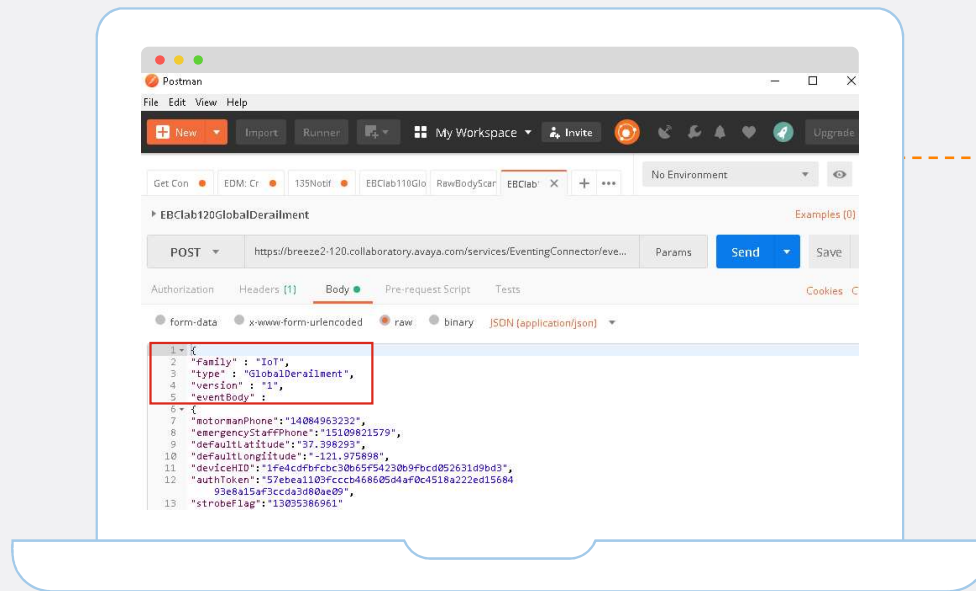 Postman
File Edit View Help
New Import Runner My Workspace Invite Upgrade
Get Con EDM: Cr 135Notif EBClab110Glo RawBodyScar EBClab No Environment
EBClab120GlobalDerailment Examples (0)
POST https://breeze2-120.collaboratory.avaya.com/services/EventingConnector/eve... Params Send Save
Authorization Headers (1) Body Pre-request Script Tests Cookies C
form-data x-www-form-urlencoded raw binary JSON (application/json)
1 {
2 "family" : "IoT",
3 "type" : "GlobalDerailment",
4 "version" : "1",
5 "eventBody" :
6 {
7 "motormanPhone":"14084963232",
8 "emergencyStaffPhone":"15109821579",
9 "defaultLatitude":"37.398293",
10 "defaultLongiitude":"-121.975898",
11 "deviceHID":"1fe4cdfbfcbc30b65f54230b9fbcd052631d9bd3",
12 "authToken":"57ebea1103fcccb468605d4af0c4518a222ed15684
93e8a15af3ccda3d80ae09",
13 "strobeFlag":"13035386961"